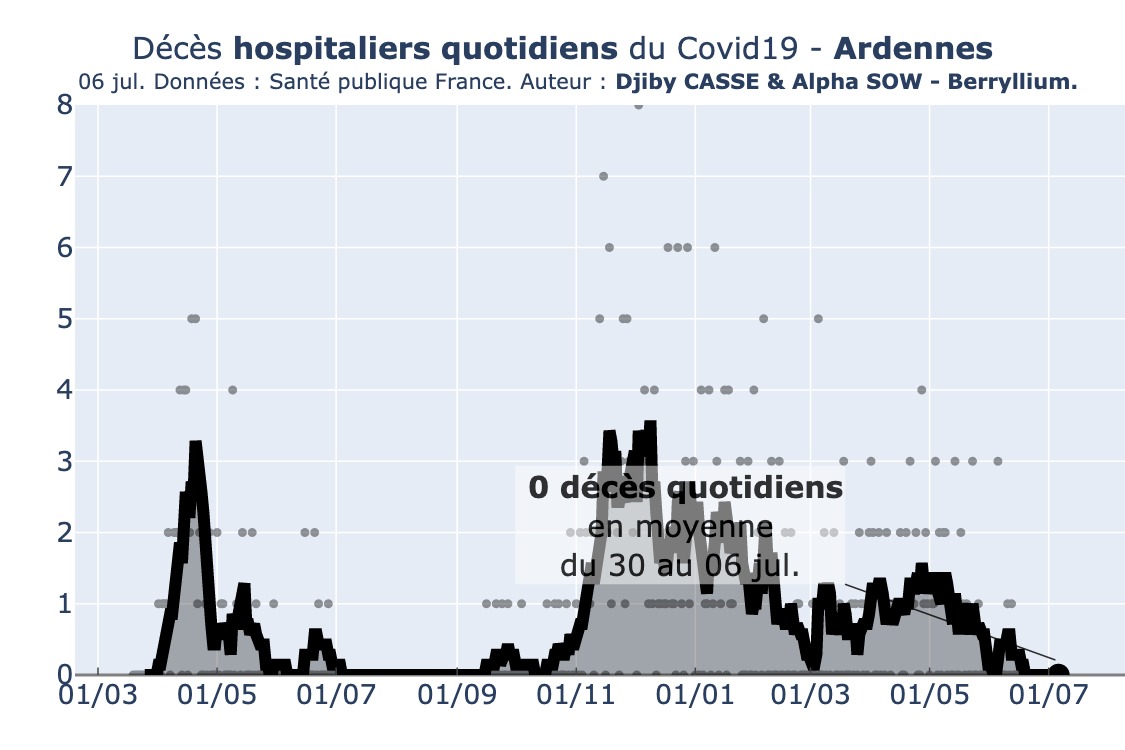 Décès hospitaliers quotidiens du Covid19 - Ardennes
06 jul. Données : Santé publique France. Auteur : Djiby CASSE & Alpha SOW - Berryllium.
8
7
6
5
4
3
2
1
0
0 décès quotidiens
en moyenne
du 30 au 06 jul.
01/03 01/05 01/07 01/09 01/11 01/01 01/03 01/05 01/07